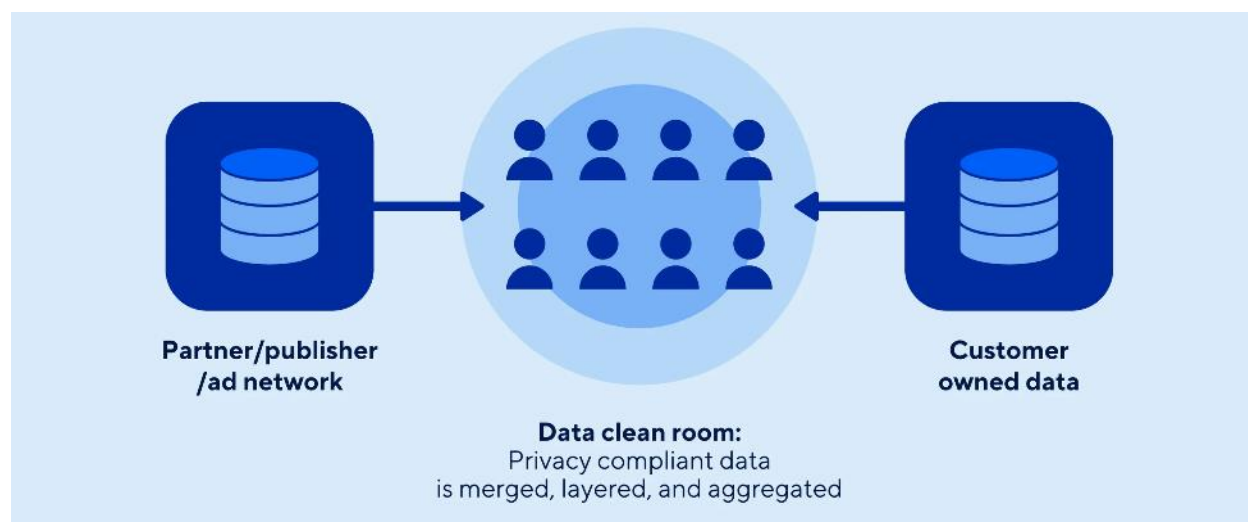 Partner/publisher
/ad network
Customer
owned data
Data clean room:
Privacy compliant data
is merged, layered, and aggregated